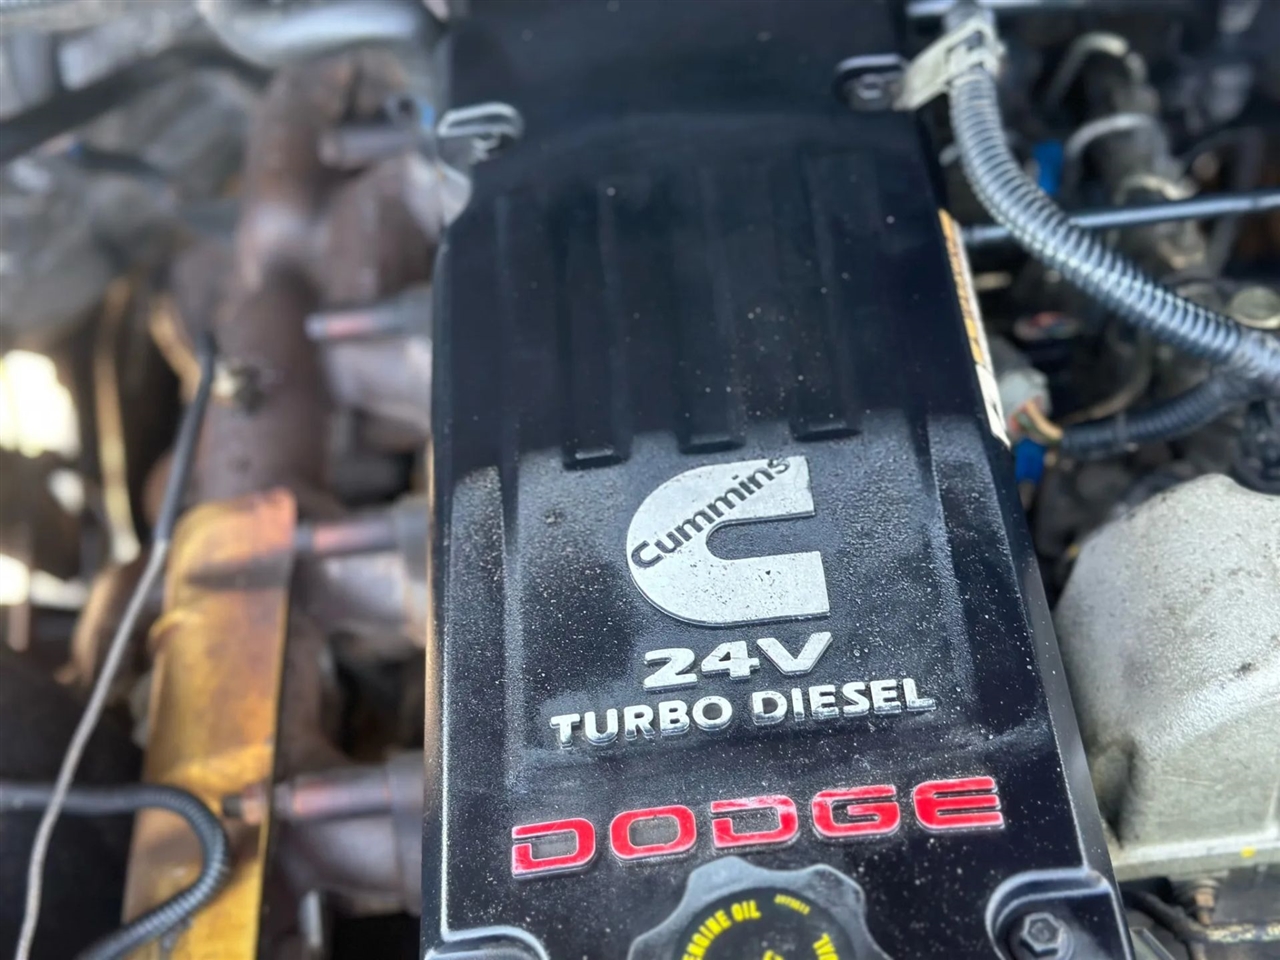 Cummins
24V
TURBO DIESEL
DODGE
ENGINE OIL